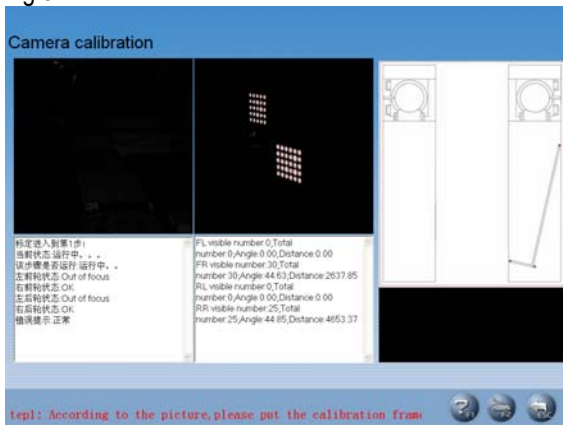 Camera calibration
标定进入到第1步!
当前状态:运行中。。。
该步骤是否运行:运行中。。
左前轮状态:Out of focus
右前轮状态:OK
左后轮状态:Out of focus
右后轮状态:OK
错误提示:正常
FL visible number:0,Total
number:0;Angle:0.00;Distance:0.00
FR visible number:30,Total
number:30;Angle:44.63;Distance:2637.85
RL visible number:0,Total
number:0;Angle:0.00;Distance:0.00
RR visible number:25,Total
number:25;Angle:44.85;Distance:4653.37
tep1: According to the picture,please put the calibration frame
F1
F2
ESC